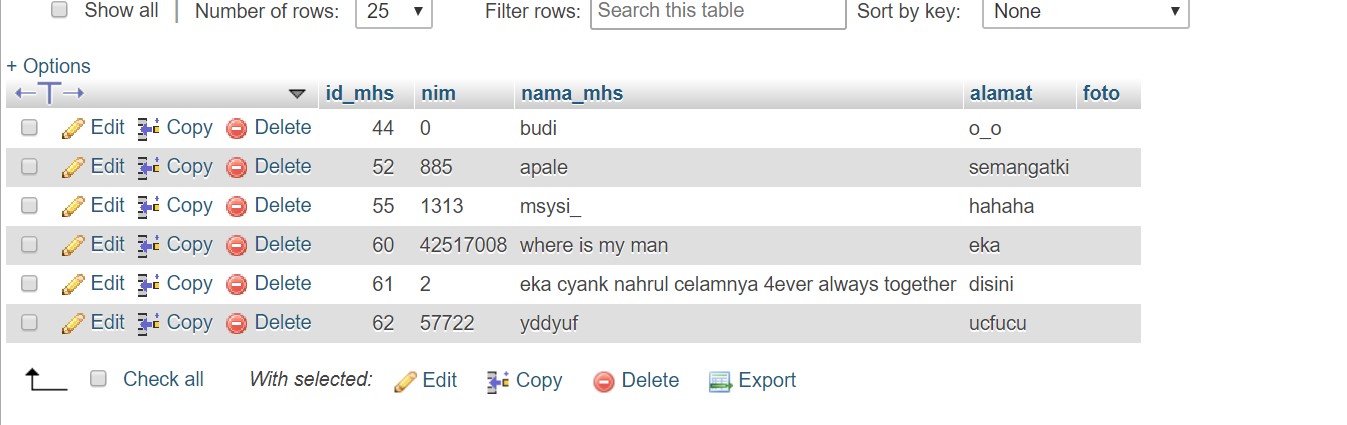 Show all | Number of rows: 25 Filter rows: Search this table Sort by key: None
+ Options
←T→ id_mhs nim nama_mhs alamat foto
Edit Copy Delete 44 0 budi o_o
Edit Copy Delete 52 885 apale semangatki
Edit Copy Delete 55 1313 msysi_ hahaha
Edit Copy Delete 60 42517008 where is my man eka
Edit Copy Delete 61 2 eka cyank nahrul celamnya 4ever always together disini
Edit Copy Delete 62 57722 yddyuf ucfucu
Check all With selected: Edit Copy Delete Export